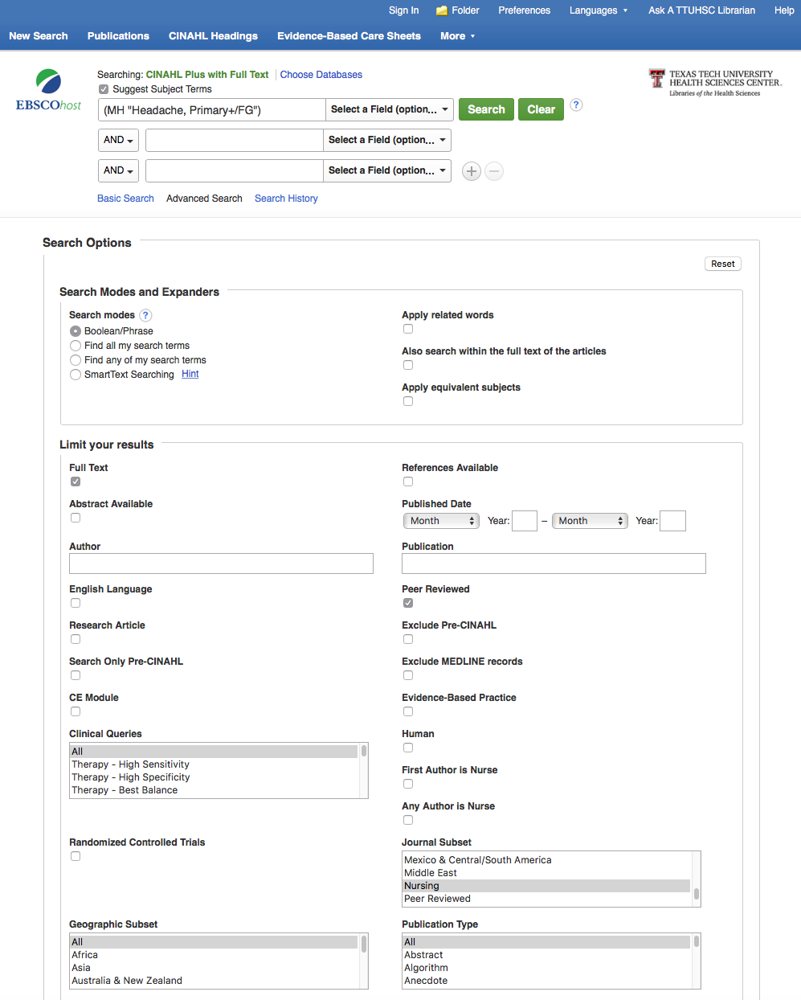 Sign In Folder Preferences Languages Ask A TTUHSC Librarian Help
New Search Publications CINAHL Headings Evidence-Based Care Sheets More
EBSCOhost
Searching: CINAHL Plus with Full Text Choose Databases
Suggest Subject Terms
(MH "Headache, Primary+/FG") Select a Field (option... Search Clear ?
AND Select a Field (option...
AND Select a Field (option...
Basic Search Advanced Search Search History
TEXAS TECH UNIVERSITY
HEALTH SCIENCES CENTER.
Libraries of the Health Sciences
Search Options
Reset
Search Modes and Expanders
Search modes ?
Boolean/Phrase
Find all my search terms
Find any of my search terms
SmartText Searching Hint
Apply related words
Also search within the full text of the articles
Apply equivalent subjects
Limit your results
Full Text
References Available
Abstract Available
Published Date
Month Year: – Month Year:
Author
Publication
English Language
Peer Reviewed
Research Article
Exclude Pre-CINAHL
Search Only Pre-CINAHL
Exclude MEDLINE records
CE Module
Evidence-Based Practice
Clinical Queries
All
Therapy - High Sensitivity
Therapy - High Specificity
Therapy - Best Balance
Human
First Author is Nurse
Any Author is Nurse
Randomized Controlled Trials
Journal Subset
Mexico & Central/South America
Middle East
Nursing
Peer Reviewed
Geographic Subset
All
Africa
Asia
Australia & New Zealand
Publication Type
All
Abstract
Algorithm
Anecdote